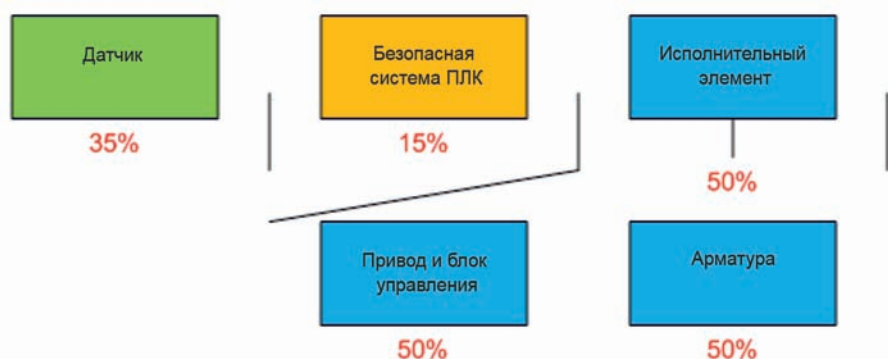 Датчик
Безопасная
система ПЛК
Исполнительный
элемент
35%
15%
50%
Привод и блок
управления
Арматура
50%
50%